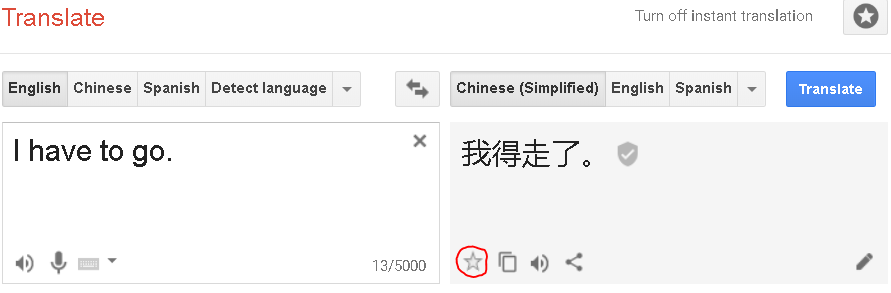 Translate
Turn off instant translation
English Chinese Spanish Detect language
Chinese (Simplified) English Spanish
Translate
I have to go.
13/5000
我得走了。